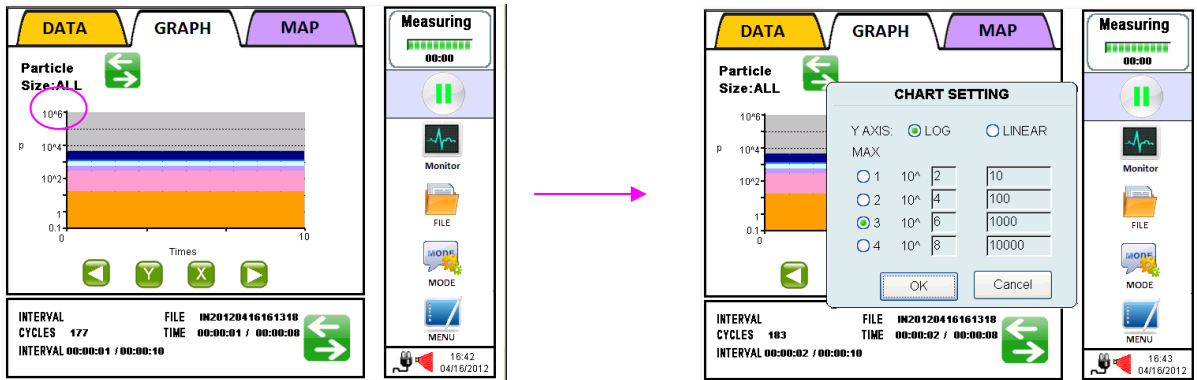 DATA GRAPH MAP
Particle
Size:ALL
10^6
p
10^4
10^2
1
0.1
0
10
Times
Y X
INTERVAL FILE IN20120416161318
CYCLES 177 TIME 00:00:01 / 00:00:08
INTERVAL 00:00:01 / 00:00:10
Measuring
00:00
Monitor
FILE
MODE
MODE
MENU
16:42
04/16/2012
DATA GRAPH MAP
Particle
Size:ALL
10^6
p
10^4
10^2
1
0.1
0
CHART SETTING
Y AXIS: LOG LINEAR
MAX
1 10^ 2 10
2 10^ 4 100
3 10^ 6 1000
4 10^ 8 10000
OK Cancel
INTERVAL FILE IN20120416161318
CYCLES 183 TIME 00:00:02 / 00:00:08
INTERVAL 00:00:02 / 00:00:10
Measuring
00:00
Monitor
FILE
MODE
MODE
MENU
16:43
04/16/2012